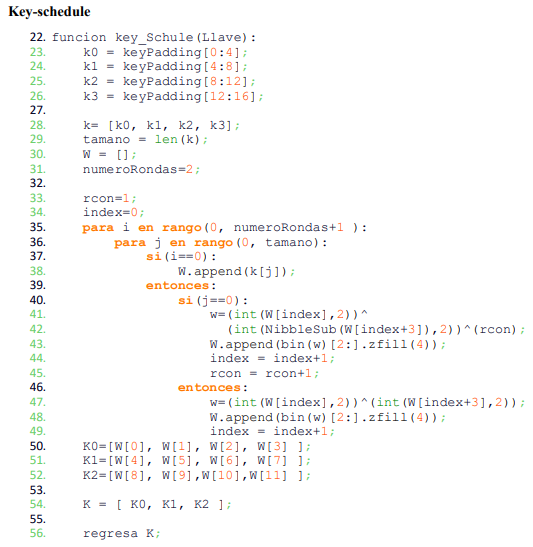 Key-schedule
22. funcion key_Schule(Llave):
23. k0 = keyPadding[0:4];
24. k1 = keyPadding[4:8];
25. k2 = keyPadding[8:12];
26. k3 = keyPadding[12:16];
27.
28. k= [k0, k1, k2, k3];
29. tamano = len(k);
30. W = [];
31. numeroRondas=2;
32.
33. rcon=1;
34. index=0;
35. para i en rango(0, numeroRondas+1 ):
36. para j en rango(0, tamano):
37. si(i==0):
38. W.append(k[j]);
39. entonces:
40. si(j==0):
41. w=(int(W[index],2))^
42. (int(NibbleSub(W[index+3]),2))^(rcon);
43. W.append(bin(w)[2:].zfill(4));
44. index = index+1;
45. rcon = rcon+1;
46. entonces:
47. w=(int(W[index],2))^(int(W[index+3],2));
48. W.append(bin(w)[2:].zfill(4));
49. index = index+1;
50. K0=[W[0], W[1], W[2], W[3] ];
51. K1=[W[4], W[5], W[6], W[7] ];
52. K2=[W[8], W[9],W[10],W[11] ];
53.
54. K = [ K0, K1, K2 ];
55.
56. regresa K;